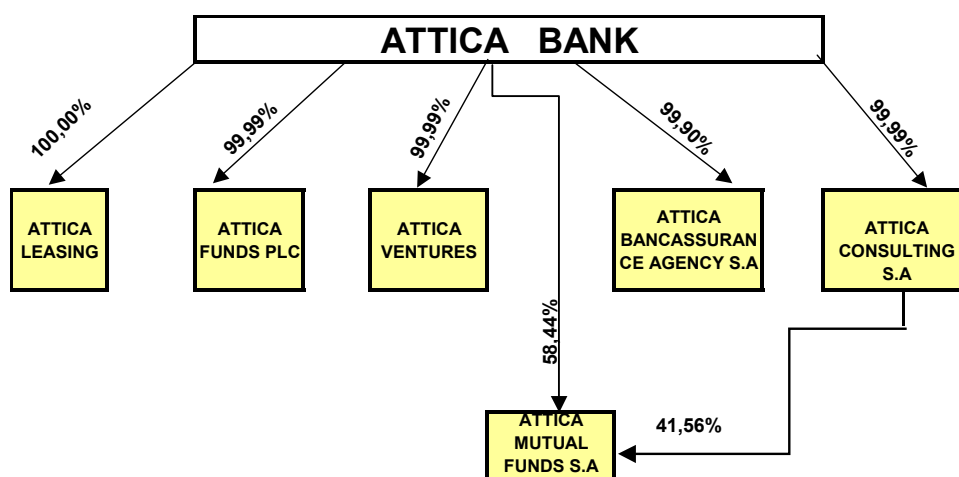 ATTICA BANK
100,00%
99,99%
99,99%
99,90%
99,99%
ATTICA
LEASING
ATTICA
FUNDS PLC
ATTICA
VENTURES
ATTICA
BANCASSURAN
CE AGENCY S.A
ATTICA
CONSULTING
S.A
58,44%
41,56%
ATTICA
MUTUAL
FUNDS S.A